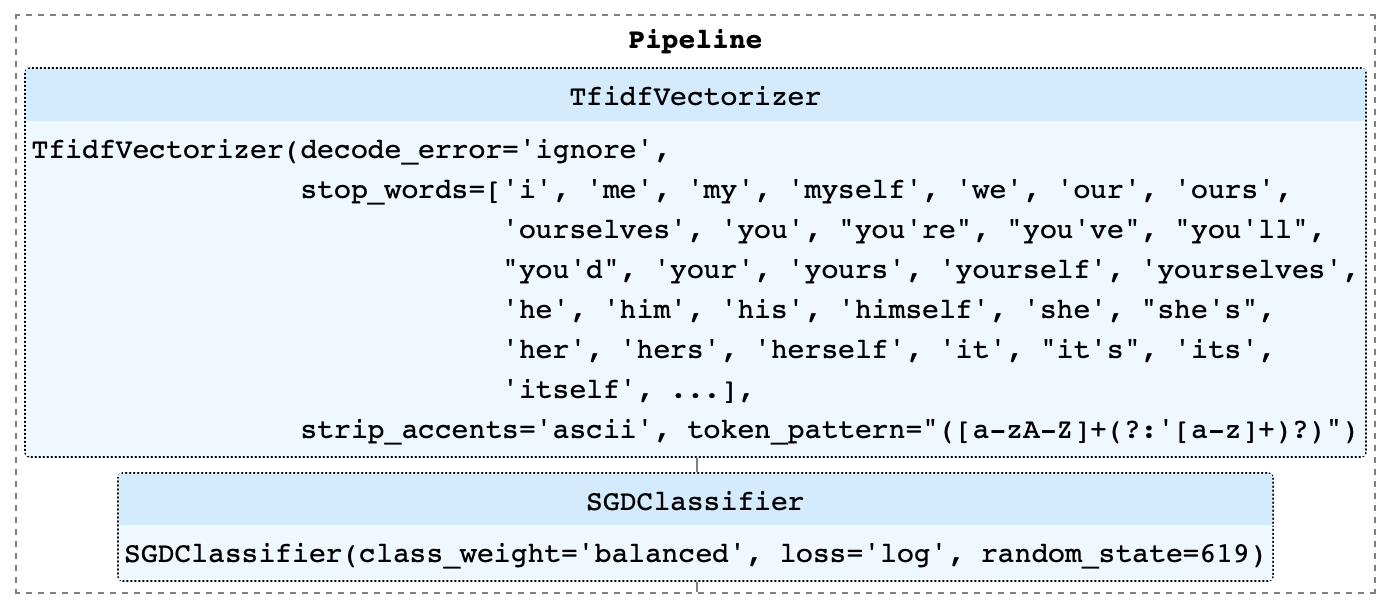 Pipeline
TfidfVectorizer
TfidfVectorizer(decode_error='ignore',
stop_words=['i', 'me', 'my', 'myself', 'we', 'our', 'ours',
'ourselves', 'you', "you're", "you've", "you'll",
"you'd", 'your', 'yours', 'yourself', 'yourselves',
'he', 'him', 'his', 'himself', 'she', "she's",
'her', 'hers', 'herself', 'it', "it's", 'its',
'itself', ...],
strip_accents='ascii', token_pattern="([a-zA-Z]+(?:'[a-z]+)?)")
SGDClassifier
SGDClassifier(class_weight='balanced', loss='log', random_state=619)